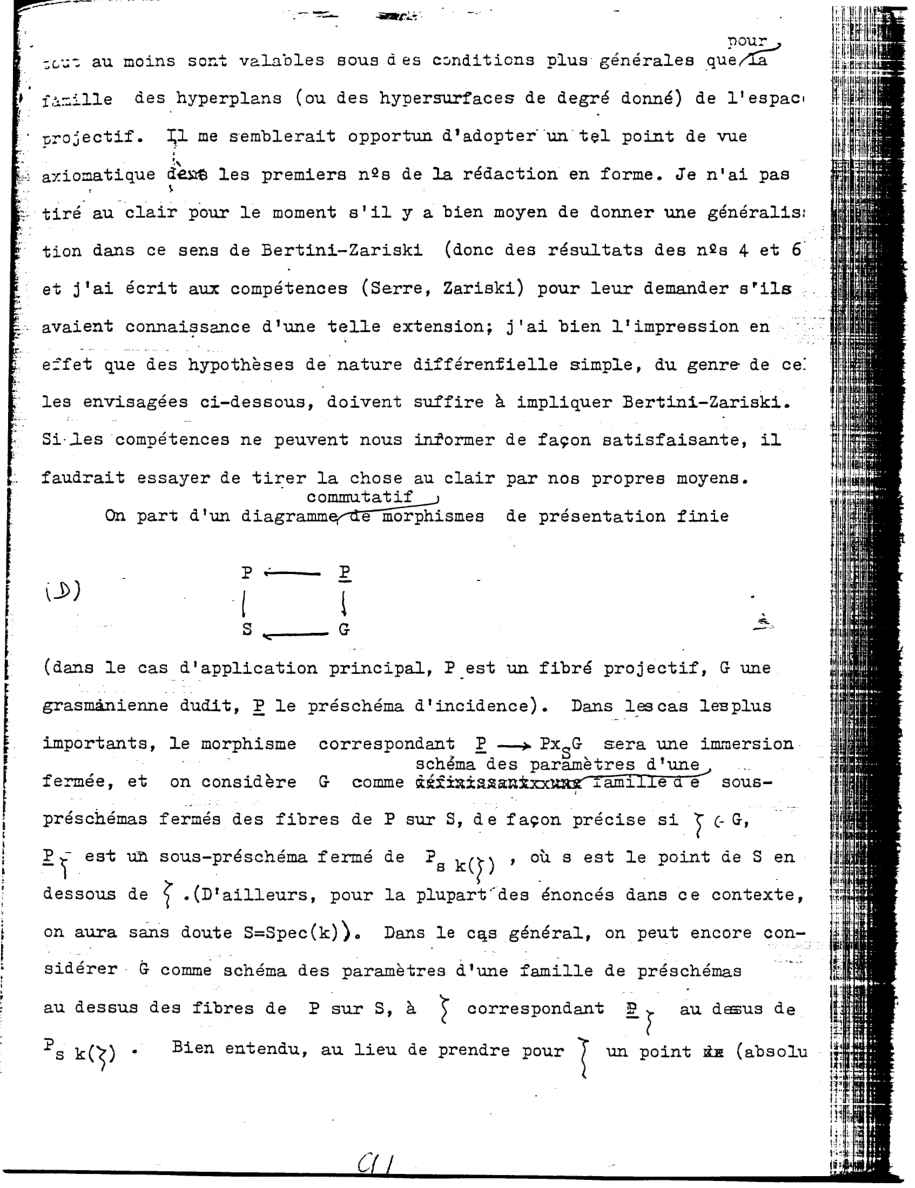 pour
tout au moins sont valables sous des conditions plus générales que la
famille des hyperplans (ou des hypersurfaces de degré donné) de l'espac
projectif. Il me semblerait opportun d'adopter un tel point de vue
axiomatique dès les premiers nºs de la rédaction en forme. Je n'ai pas
tiré au clair pour le moment s'il y a bien moyen de donner une généralis
tion dans ce sens de Bertini-Zariski (donc des résultats des nºs 4 et 6
et j'ai écrit aux compétences (Serre, Zariski) pour leur demander s'ils
avaient connaissance d'une telle extension; j'ai bien l'impression en
effet que des hypothèses de nature différentielle simple, du genre de cel
les envisagées ci-dessous, doivent suffire à impliquer Bertini-Zariski.
Si les compétences ne peuvent nous informer de façon satisfaisante, il
faudrait essayer de tirer la chose au clair par nos propres moyens.
commutatif
On part d'un diagramme de morphismes de présentation finie
(D)
P ← P
S ← G
(dans le cas d'application principal, P est un fibré projectif, G une
grasmánienne dudit, P le préschéma d'incidence). Dans les cas les plus
importants, le morphisme correspondant P → Px_SG sera une immersion
schéma des paramètres d'une
fermée, et on considère G comme définissant une famille de sous-
préschémas fermés des fibres de P sur S, de façon précise si ζ ∈ G,
P_ζ est un sous-préschéma fermé de P_{s k(ζ)} , où s est le point de S en
dessous de ζ .(D'ailleurs, pour la plupart des énoncés dans ce contexte,
on aura sans doute S=Spec(k)). Dans le cas général, on peut encore con-
sidérer G comme schéma des paramètres d'une famille de préschémas
au dessus des fibres de P sur S, à ζ correspondant P_ζ au dessus de
P_{s k(ζ)} . Bien entendu, au lieu de prendre pour ζ un point (absolu